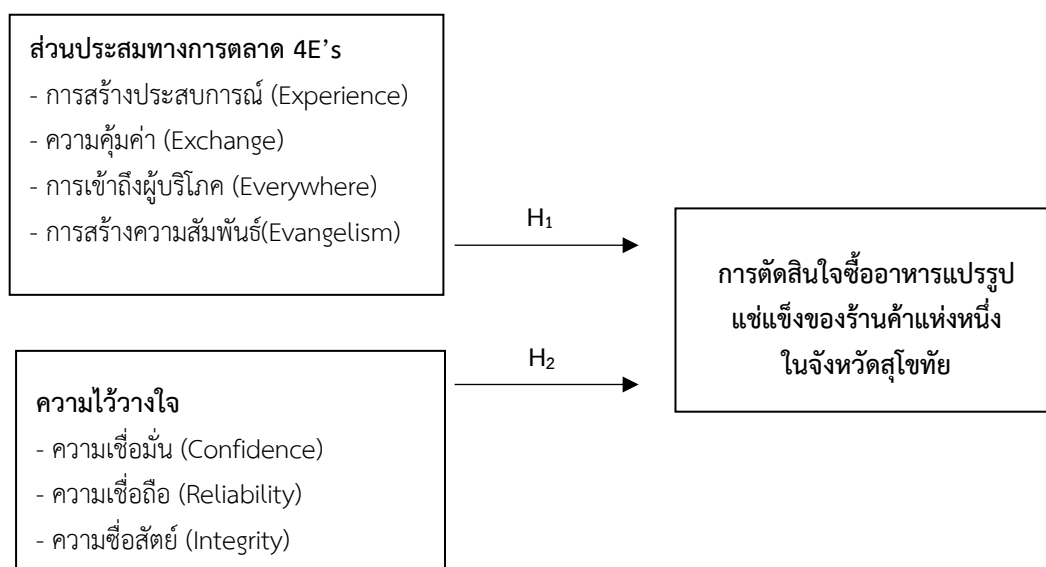 ส่วนประสมทางการตลาด 4E’s
- การสร้างประสบการณ์ (Experience)
- ความคุ้มค่า (Exchange)
- การเข้าถึงผู้บริโภค (Everywhere)
- การสร้างความสัมพันธ์(Evangelism)
H₁
การตัดสินใจซื้ออาหารแปรรูป
แช่แข็งของร้านค้าแห่งหนึ่ง
ในจังหวัดสุโขทัย
H₂
ความไว้วางใจ
- ความเชื่อมั่น (Confidence)
- ความเชื่อถือ (Reliability)
- ความซื่อสัตย์ (Integrity)